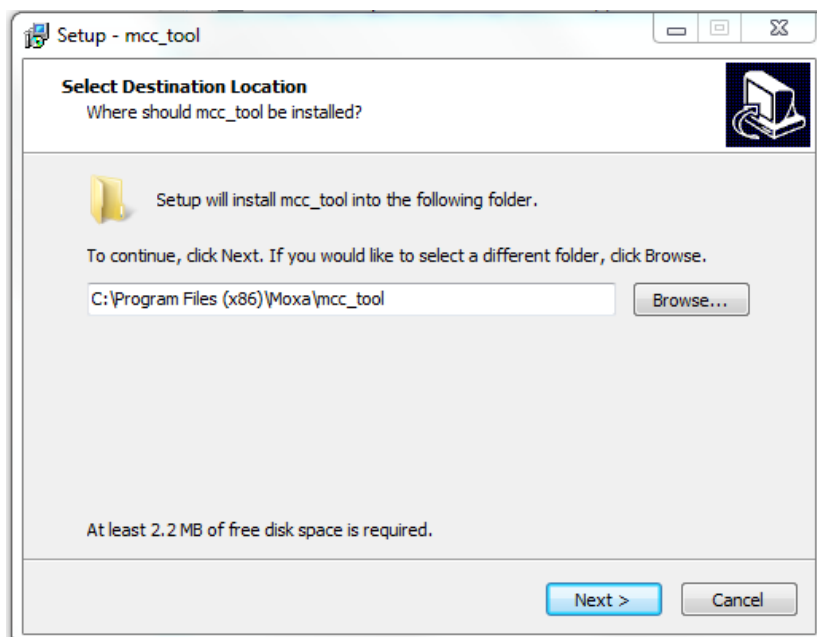 Setup - mcc_tool
Select Destination Location
Where should mcc_tool be installed?
Setup will install mcc_tool into the following folder.
To continue, click Next. If you would like to select a different folder, click Browse.
C:\Program Files (x86)\Moxa\mcc_tool
Browse...
At least 2.2 MB of free disk space is required.
Next >
Cancel